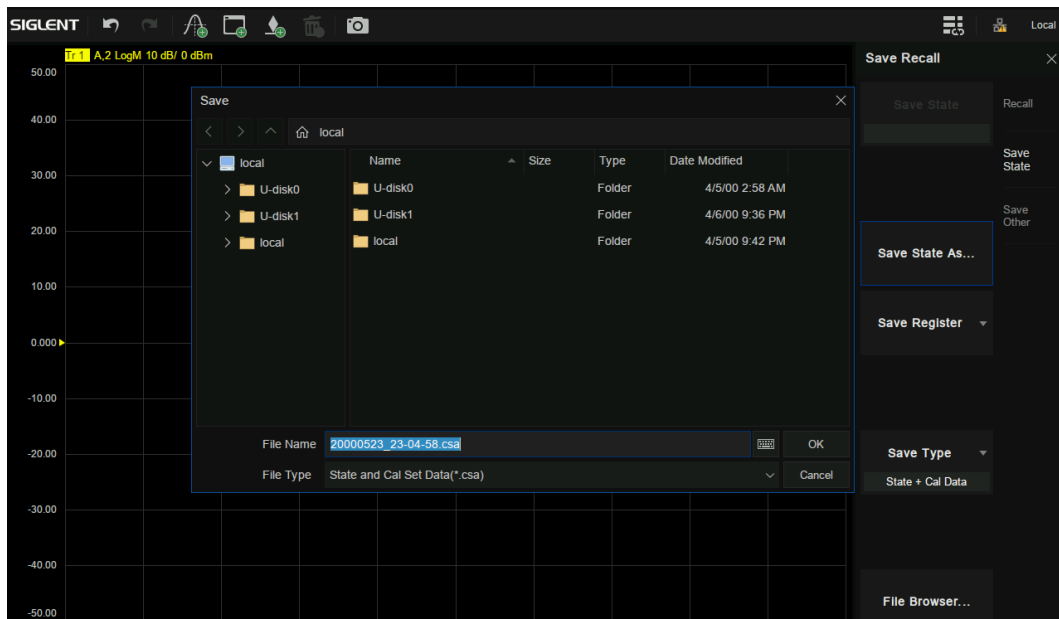 SIGLENT
Local
Tr 1 A,2 LogM 10 dB/ 0 dBm
50.00
40.00
30.00
20.00
10.00
0.000
-10.00
-20.00
-30.00
-40.00
-50.00
Save
local
local
U-disk0
U-disk1
local
Name Size Type Date Modified
U-disk0 Folder 4/5/00 2:58 AM
U-disk1 Folder 4/6/00 9:36 PM
local Folder 4/5/00 9:42 PM
File Name 20000523_23-04-58.csa OK
File Type State and Cal Set Data(*.csa) Cancel
Save Recall
Save State
Save State As...
Save Register
Save Type
State + Cal Data
File Browser...
Recall
Save
State
Save
Other